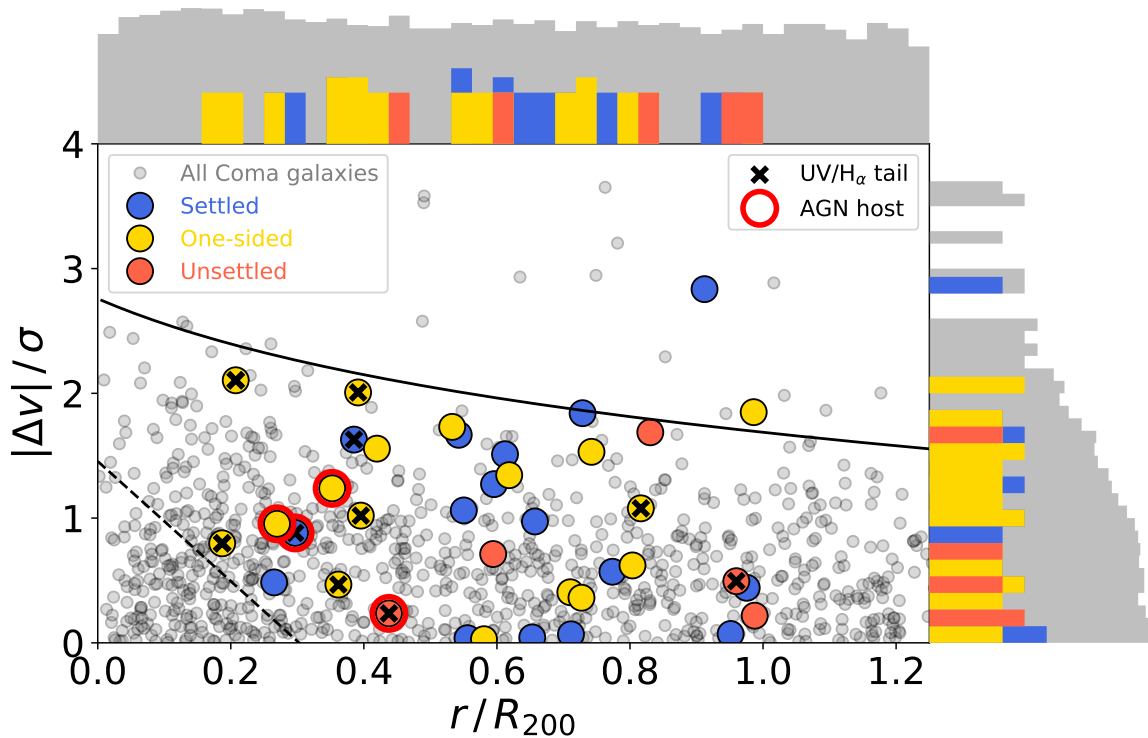 All Coma galaxies
Settled
One-sided
Unsettled
UV/Hα tail
AGN host
|Δv| / σ
4
3
2
1
0
0.0 0.2 0.4 0.6 0.8 1.0 1.2
r / R200